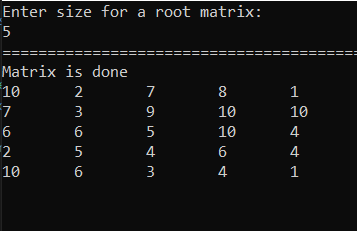 Enter size for a root matrix:
5
========================================
Matrix is done
10 2 7 8 1
7 3 9 10 10
6 6 5 10 4
2 5 4 6 4
10 6 3 4 1